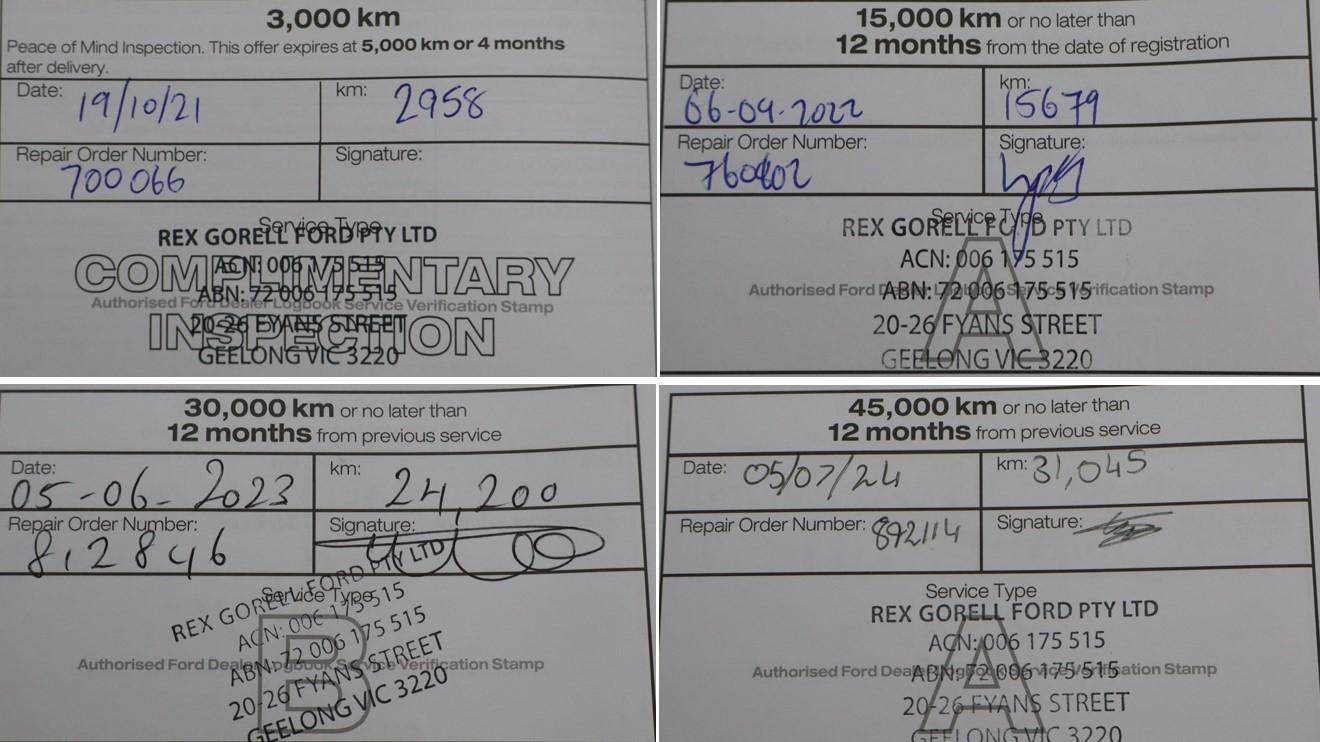 3,000 km
Peace of Mind Inspection. This offer expires at 5,000 km or 4 months
after delivery.
Date: 19/10/21
km: 2958
Repair Order Number: 700 066
Signature:
Service Type
REX GORELL FORD PTY LTD
COMPLIMENTARY
ACN: 006 175 515
ABN: 72 006 175 515
Authorised Ford Dealer Logbook Service Verification Stamp
INSPECTION
20-26 FYANS STREET
GEELONG VIC 3220
15,000 km or no later than
12 months from the date of registration
Date: 06-09-2022
km: 15679
Repair Order Number:
Signature:
Service Type
REX GORELL FORD PTY LTD
A
ACN: 006 175 515
Authorised Ford Dealer Logbook Service Verification Stamp
ABN: 72 006 175 515
20-26 FYANS STREET
GEELONG VIC 3220
30,000 km or no later than
12 months from previous service
Date: 05-06-2023
km: 24,200
Repair Order Number: 812846
Signature:
Service Type
REX GORELL FORD PTY LTD
ACN: 006 175 515
B
ABN: 72 006 175 515
Authorised Ford Dealer Logbook Service Verification Stamp
20-26 FYANS STREET
GEELONG VIC 3220
45,000 km or no later than
12 months from previous service
Date: 05/07/24
km: 31,045
Repair Order Number: 892114
Signature:
Service Type
REX GORELL FORD PTY LTD
A
ACN: 006 175 515
Authorised Ford Dealer Logbook Service Verification Stamp
ABN: 72 006 175 515
20-26 FYANS STREET
GEELONG VIC 3220